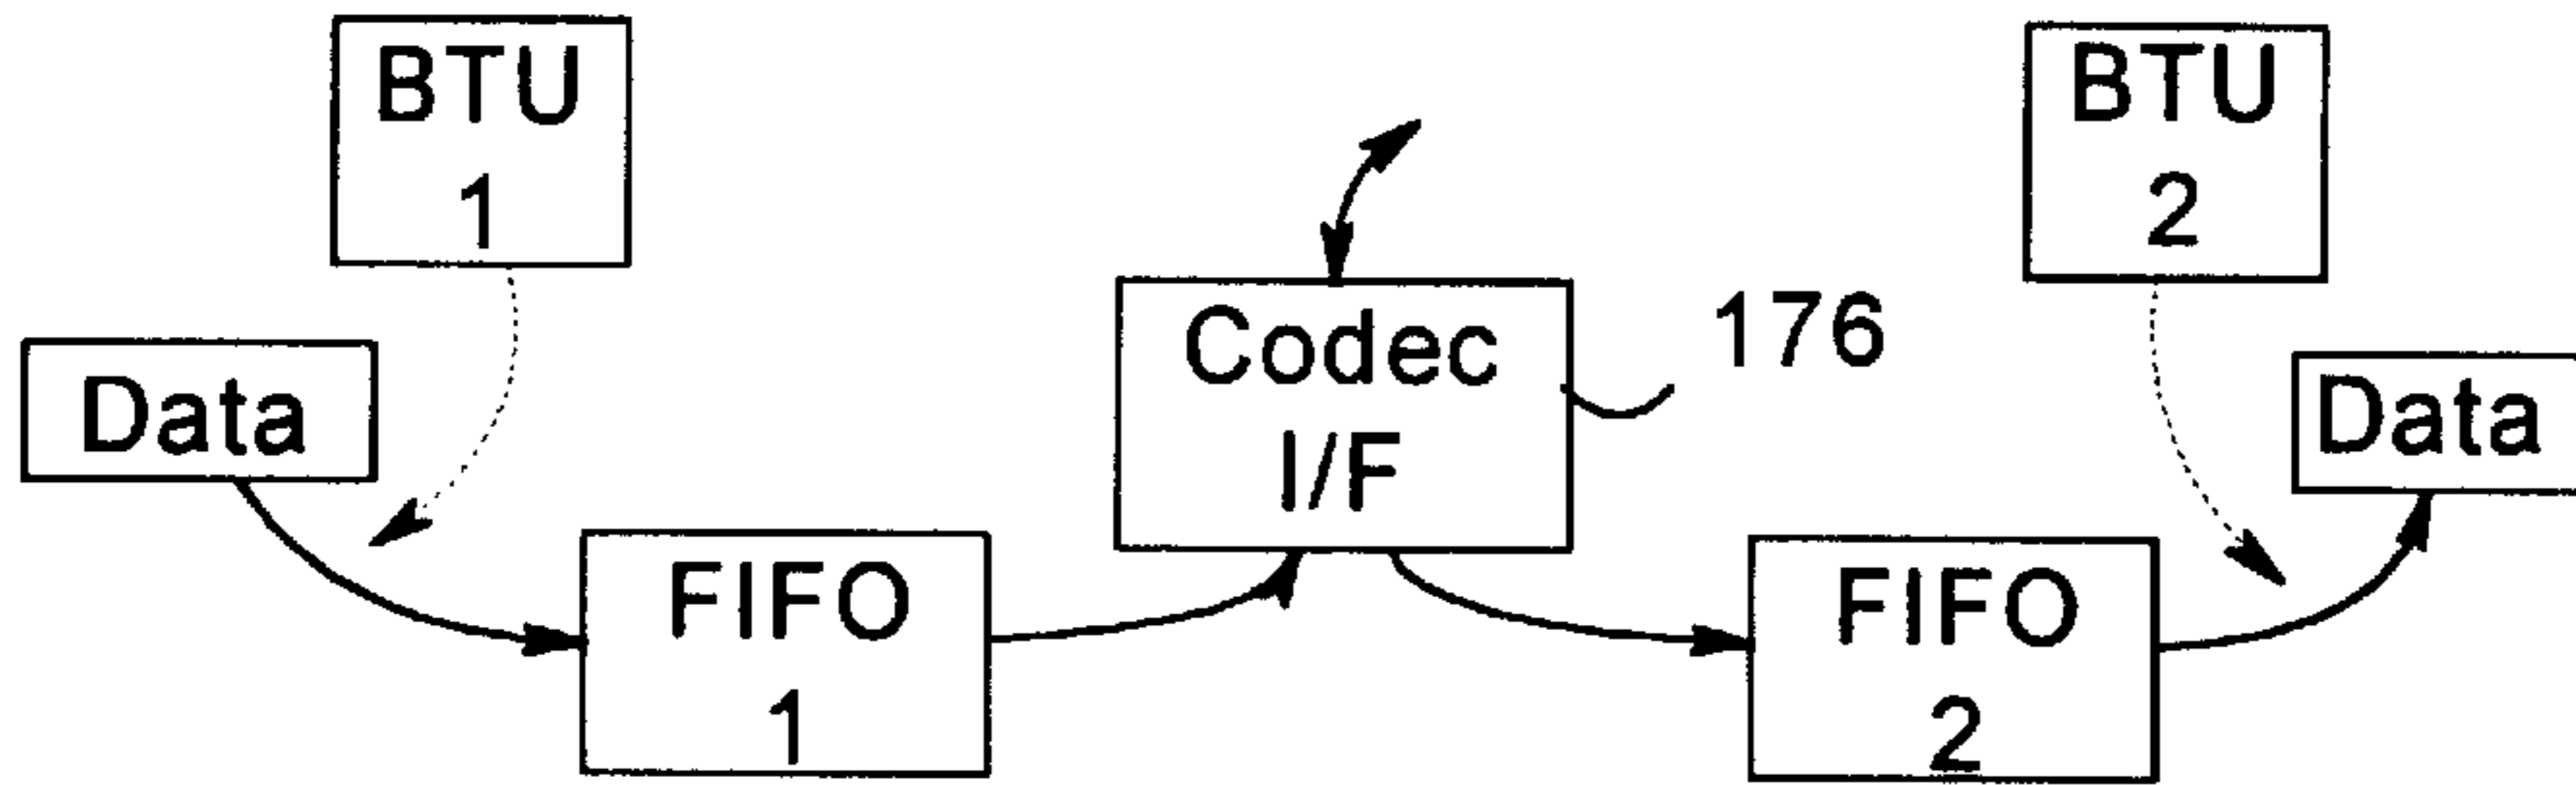 BTU
1
BTU
2
Codec
I/F
176
Data
Data
FIFO
1
FIFO
2